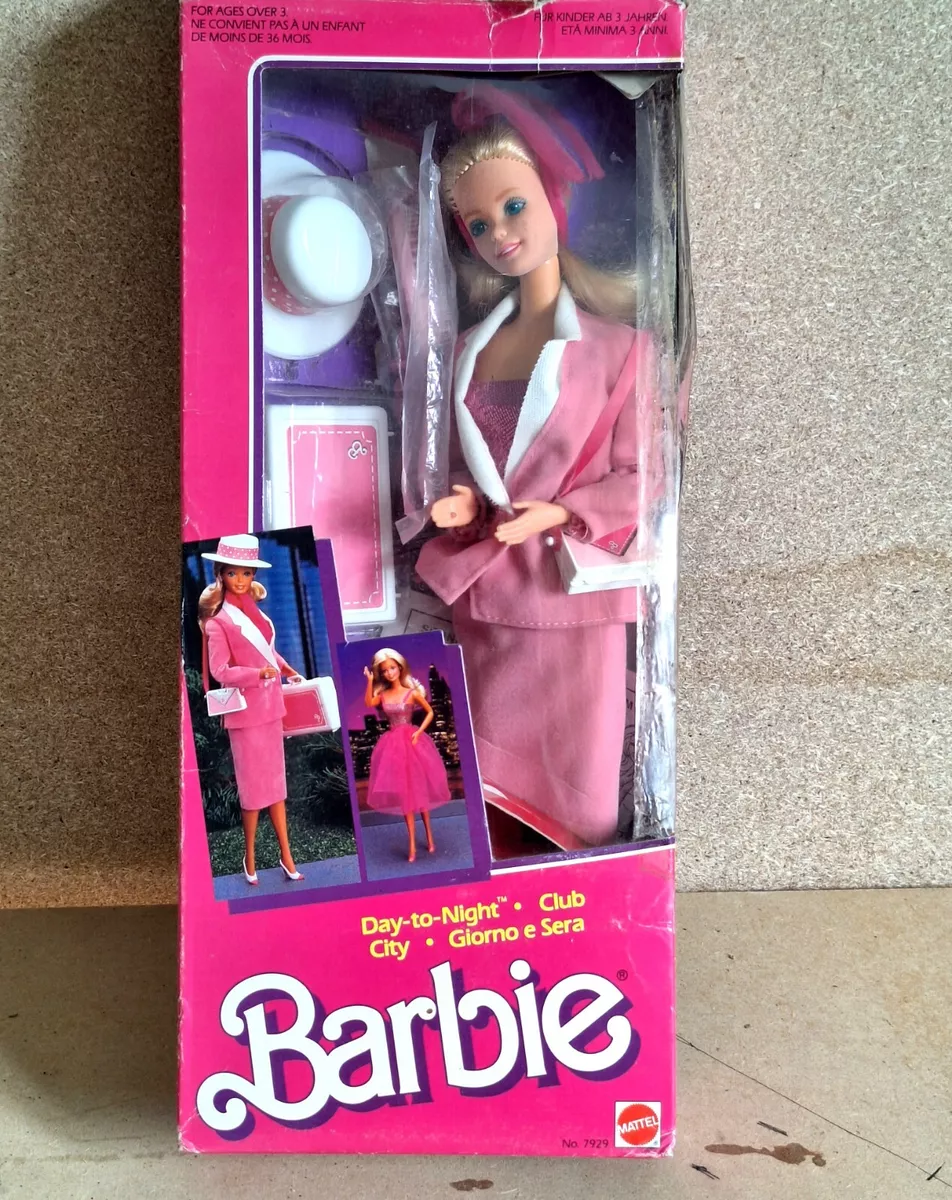 FOR AGES OVER 3.
NE CONVIENT PAS À UN ENFANT
DE MOINS DE 36 MOIS.
FÜR KINDER AB 3 JAHREN.
ETÀ MINIMA 3 ANNI.
Day-to-Night™ • Club
City • Giorno e Sera
Barbie®
No. 7929
MATTEL®